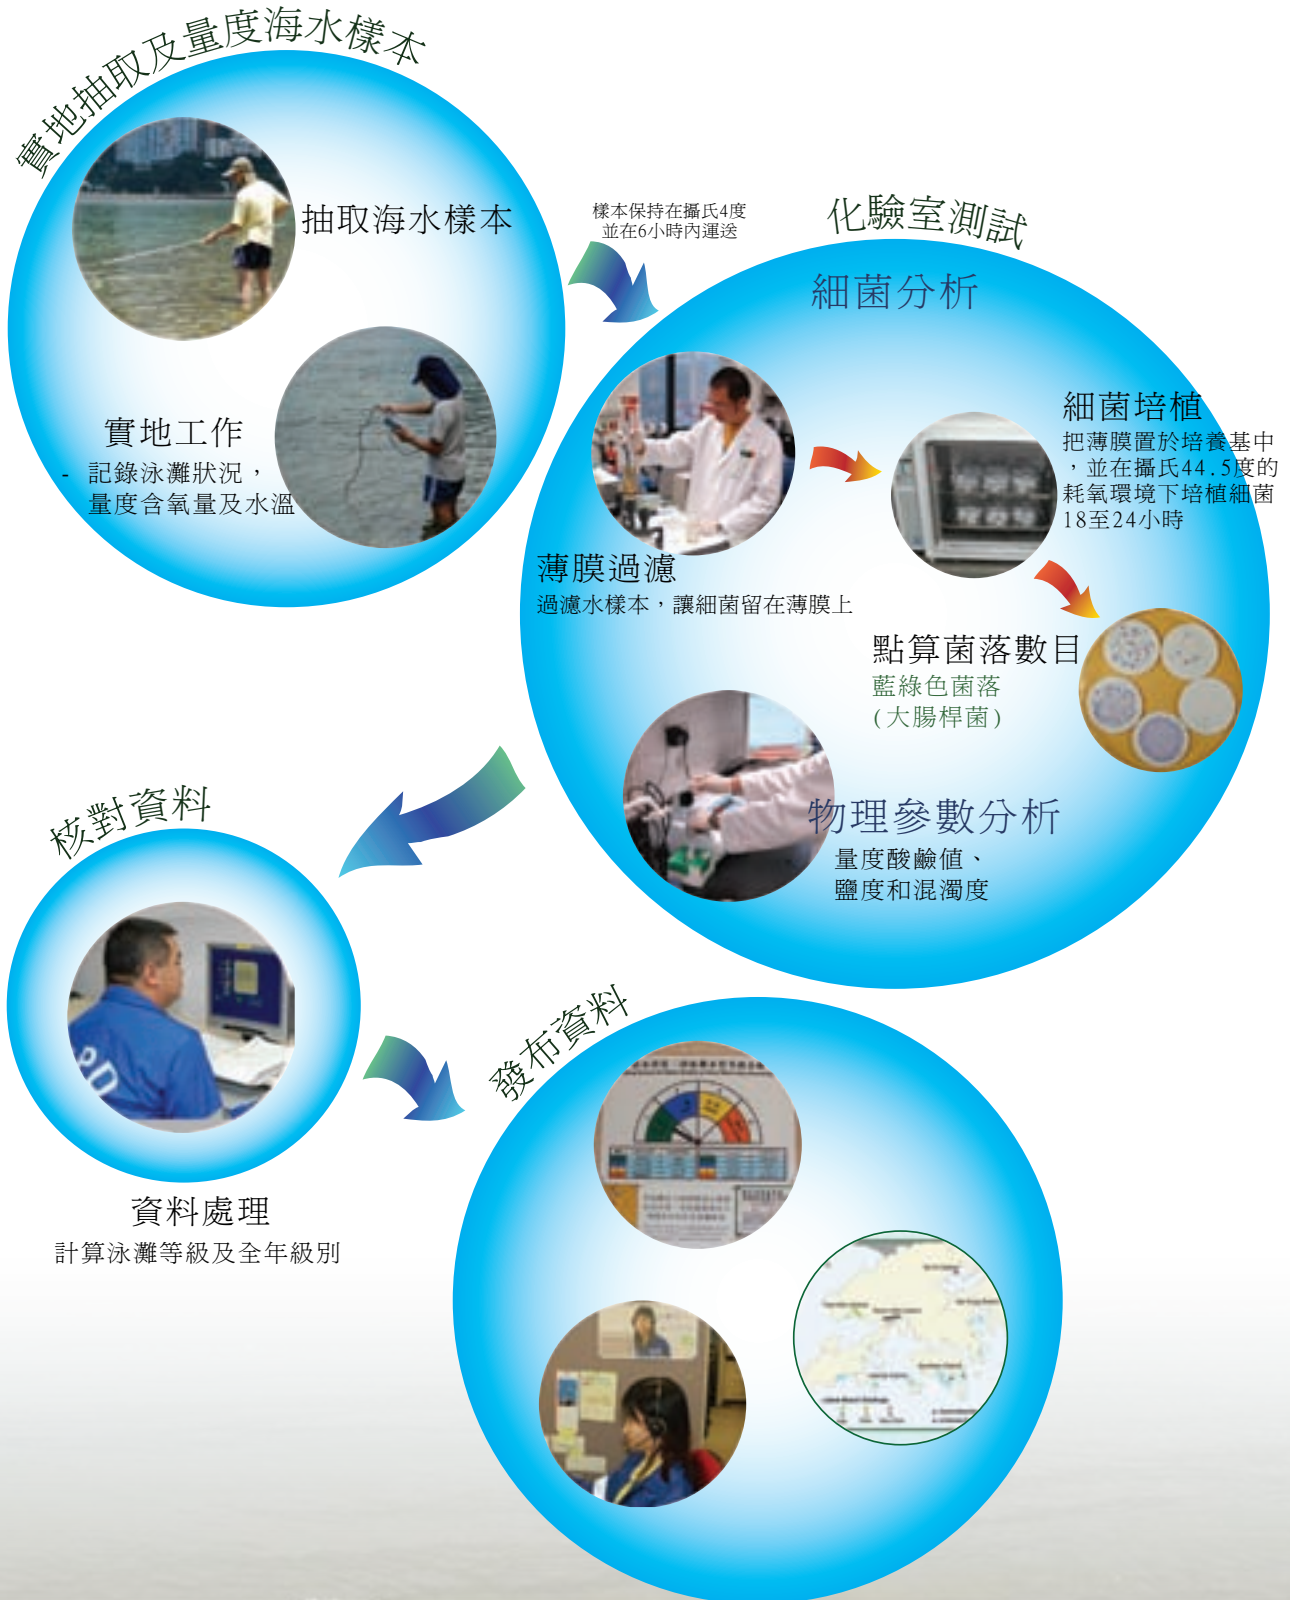 實地抽取及量度海水樣本
抽取海水樣本
實地工作
- 記錄泳灘狀況，
量度含氧量及水溫
樣本保持在攝氏4度
並在6小時內運送
化驗室測試
細菌分析
薄膜過濾
過濾水樣本，讓細菌留在薄膜上
細菌培植
把薄膜置於培養基中
，並在攝氏44.5度的
耗氧環境下培植細菌
18至24小時
點算菌落數目
藍綠色菌落
(大腸桿菌)
物理參數分析
量度酸鹼值、
鹽度和混濁度
核對資料
資料處理
計算泳灘等級及全年級別
發布資料